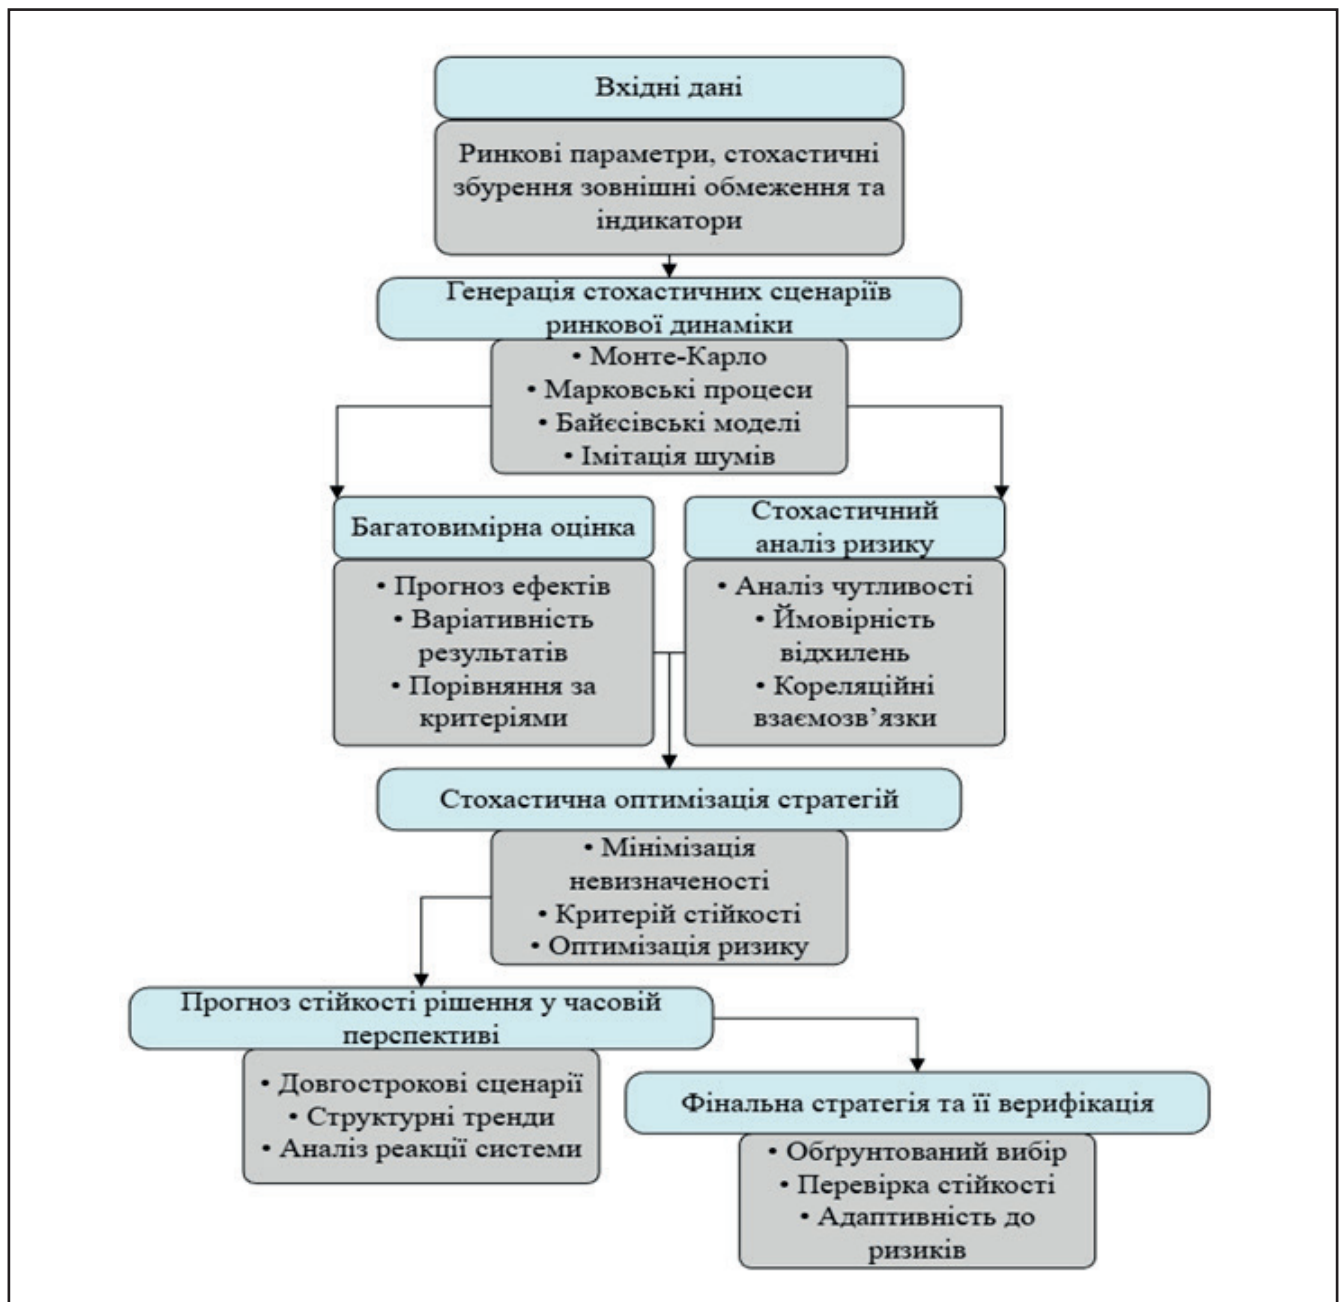 Вхідні дані
Ринкові параметри, стохастичні
збурення зовнішні обмеження та
індикатори
Генерація стохастичних сценаріїв
ринкової динаміки
• Монте-Карло
• Марковські процеси
• Байєсівські моделі
• Імітація шумів
Багатовимірна оцінка
• Прогноз ефектів
• Варіативність
результатів
• Порівняння за
критеріями
Стохастичний
аналіз ризику
• Аналіз чутливості
• Ймовірність
відхилень
• Кореляційні
взаємозв’язки
Стохастична оптимізація стратегій
• Мінімізація
невизначеності
• Критерій стійкості
• Оптимізація ризику
Прогноз стійкості рішення у часовій
перспективі
• Довгострокові сценарії
• Структурні тренди
• Аналіз реакції системи
Фінальна стратегія та її верифікація
• Обґрунтований вибір
• Перевірка стійкості
• Адаптивність до
ризиків